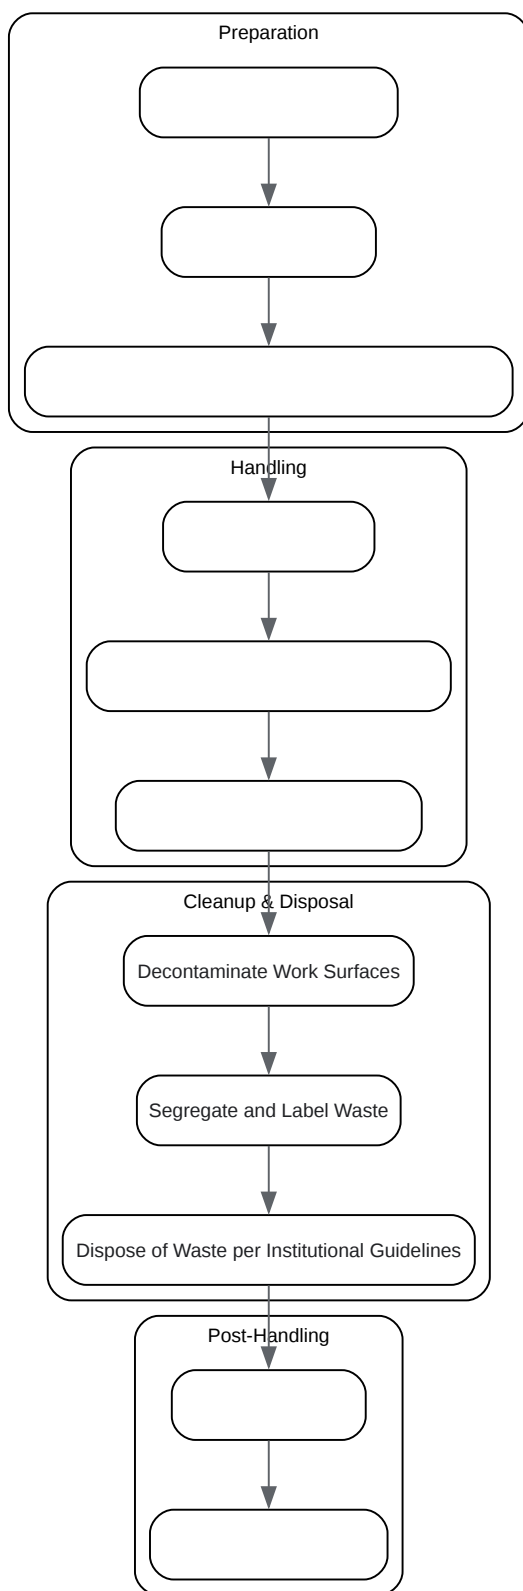 Preparation
Handling
Cleanup & Disposal
Decontaminate Work Surfaces
Segregate and Label Waste
Dispose of Waste per Institutional Guidelines
Post-Handling